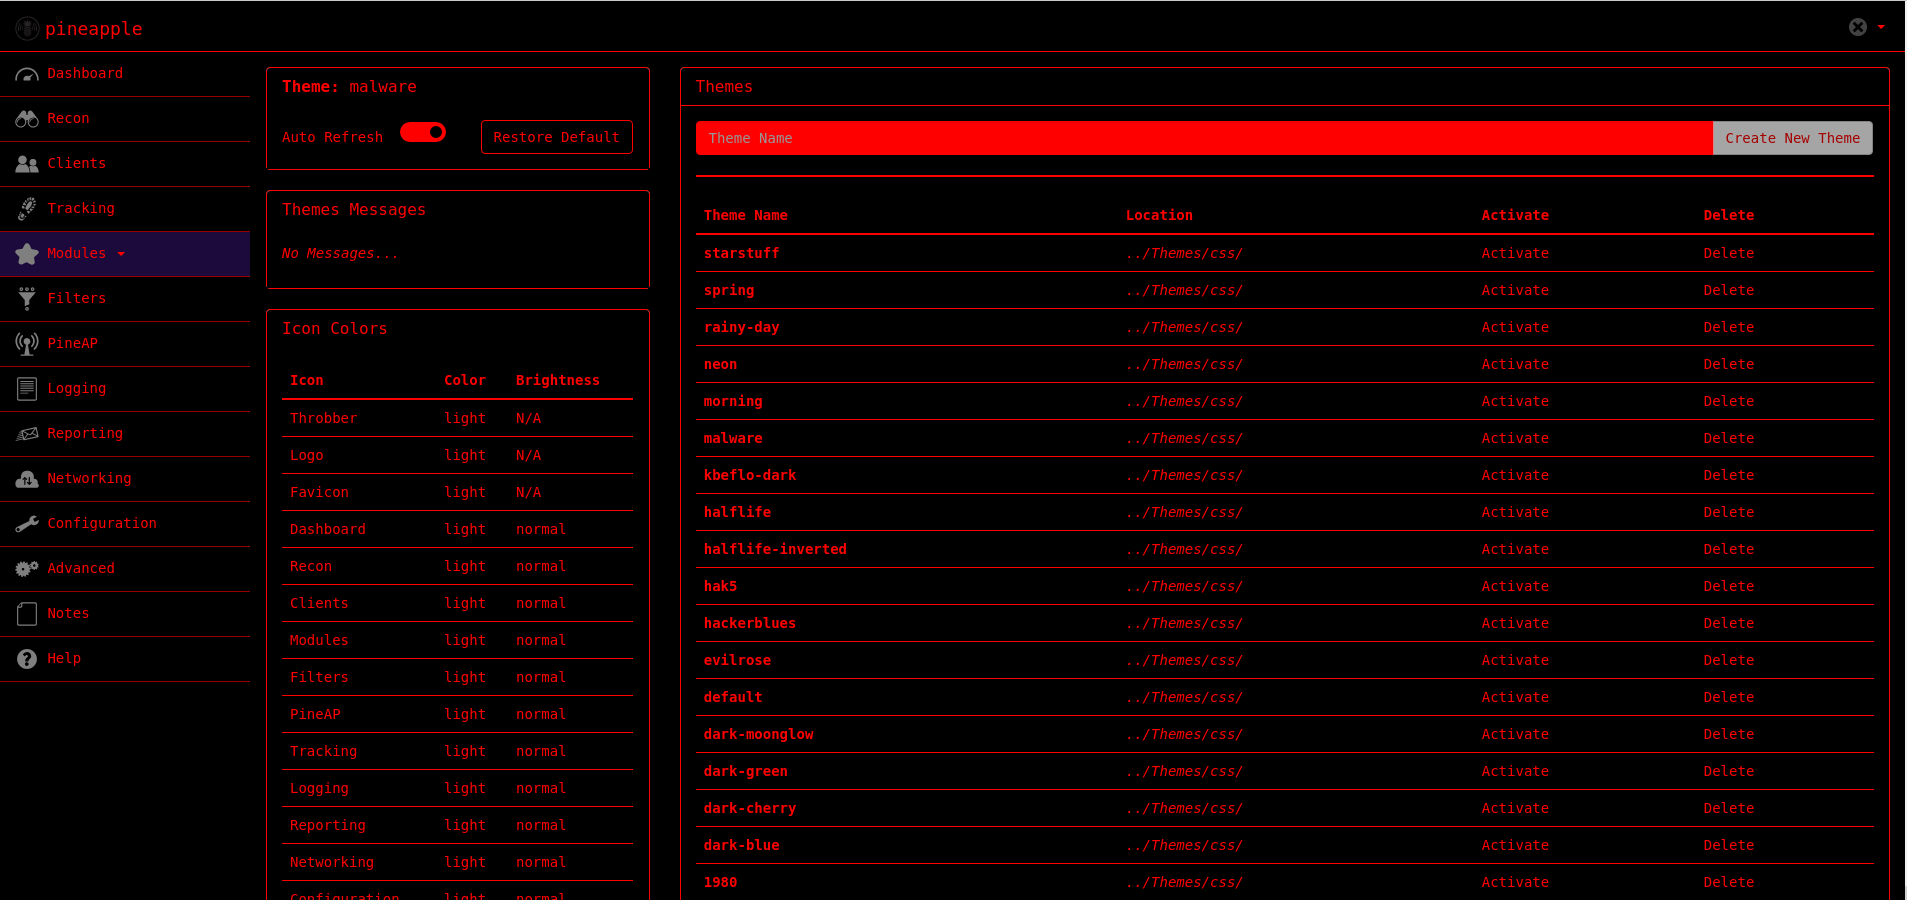 pineapple
Dashboard
Recon
Clients
Tracking
Modules
Filters
PineAP
Logging
Reporting
Networking
Configuration
Advanced
Notes
Help
Theme: malware
Auto Refresh
Restore Default
Themes Messages
No Messages...
Icon Colors
Icon Color Brightness
Throbber light N/A
Logo light N/A
Favicon light N/A
Dashboard light normal
Recon light normal
Clients light normal
Modules light normal
Filters light normal
PineAP light normal
Tracking light normal
Logging light normal
Reporting light normal
Networking light normal
Configuration light normal
Themes
Theme Name Create New Theme
Theme Name Location Activate Delete
starstuff ../Themes/css/ Activate Delete
spring ../Themes/css/ Activate Delete
rainy-day ../Themes/css/ Activate Delete
neon ../Themes/css/ Activate Delete
morning ../Themes/css/ Activate Delete
malware ../Themes/css/ Activate Delete
kbeflo-dark ../Themes/css/ Activate Delete
halflife ../Themes/css/ Activate Delete
halflife-inverted ../Themes/css/ Activate Delete
hak5 ../Themes/css/ Activate Delete
hackerblues ../Themes/css/ Activate Delete
evilrose ../Themes/css/ Activate Delete
default ../Themes/css/ Activate Delete
dark-moonglow ../Themes/css/ Activate Delete
dark-green ../Themes/css/ Activate Delete
dark-cherry ../Themes/css/ Activate Delete
dark-blue ../Themes/css/ Activate Delete
1980 ../Themes/css/ Activate Delete